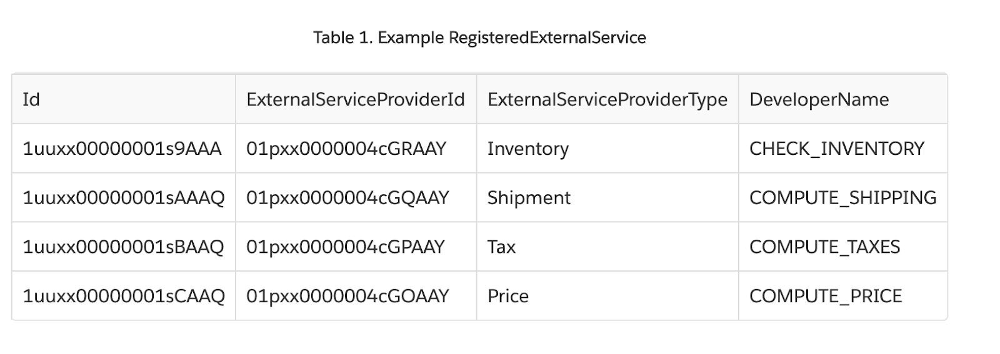 Table 1. Example RegisteredExternalService
Id ExternalServiceProviderId ExternalServiceProviderType DeveloperName
1uuxx00000001s9AAA 01pxx0000004cGRAAY Inventory CHECK_INVENTORY
1uuxx00000001sAAAQ 01pxx0000004cGQAAY Shipment COMPUTE_SHIPPING
1uuxx00000001sBAAQ 01pxx0000004cGPAAY Tax COMPUTE_TAXES
1uuxx00000001sCAAQ 01pxx0000004cGOAAY Price COMPUTE_PRICE